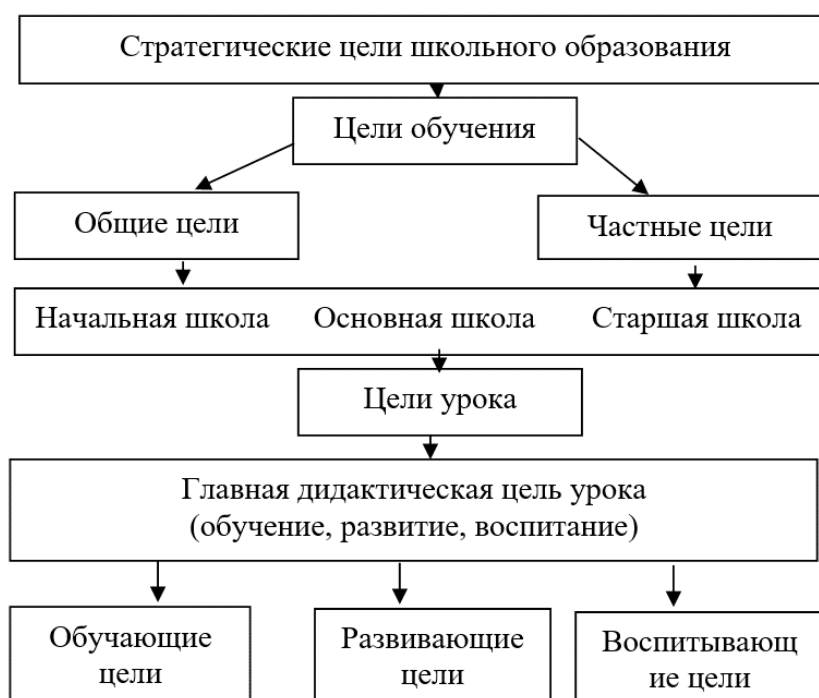 Стратегические цели школьного образования
Цели обучения
Общие цели
Частные цели
Начальная школа Основная школа Старшая школа
Цели урока
Главная дидактическая цель урока
(обучение, развитие, воспитание)
Обучающие
цели
Развивающие
цели
Воспитывающ
ие цели